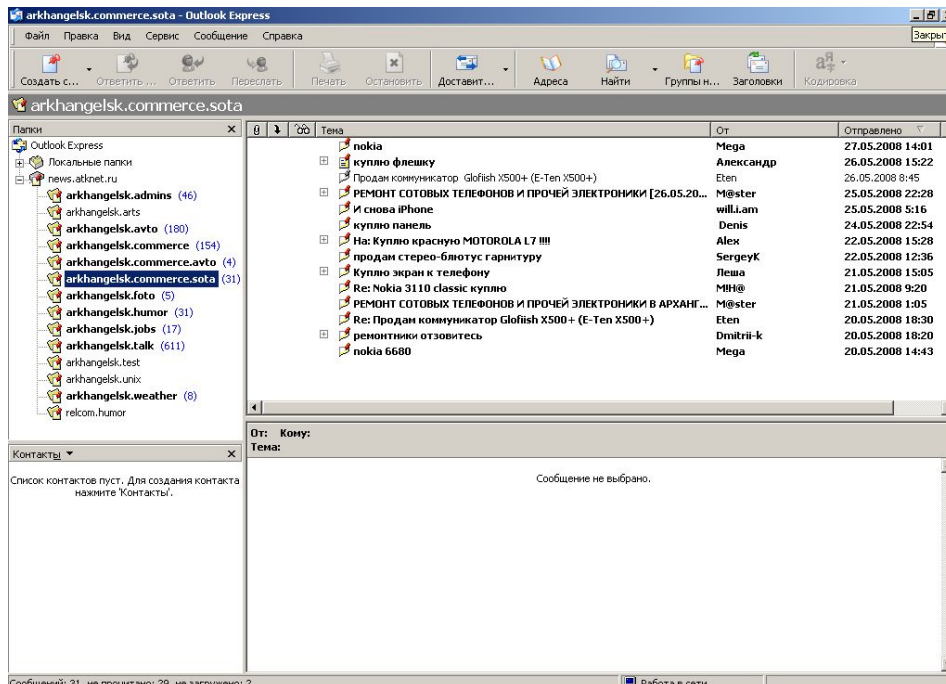 arkhangelsk.commerce.sota - Outlook Express
Файл Правка Вид Сервис Сообщение Справка
Создать с... Ответить ... Ответить Переслать Печать Остановить Доставит... Адреса Найти Группы н... Заголовки Кодировка
arkhangelsk.commerce.sota
Папки
Outlook Express
Локальные папки
news.atknet.ru
arkhangelsk.admins (46)
arkhangelsk.arts
arkhangelsk.avto (180)
arkhangelsk.commerce (154)
arkhangelsk.commerce.avto (4)
arkhangelsk.commerce.sota (31)
arkhangelsk.foto (5)
arkhangelsk.humor (31)
arkhangelsk.jobs (17)
arkhangelsk.talk (611)
arkhangelsk.test
arkhangelsk.unix
arkhangelsk.weather (8)
relcom.humor
Тема От Отправлено
nokia Mega 27.05.2008 14:01
куплю флешку Александр 26.05.2008 15:22
Продам коммуникатор Glofiish X500+ (E-Ten X500+) Eten 26.05.2008 8:45
РЕМОНТ СОТОВЫХ ТЕЛЕФОНОВ И ПРОЧЕЙ ЭЛЕКТРОНИКИ [26.05.20... M@ster 25.05.2008 22:28
И снова iPhone will.i.am 25.05.2008 5:16
куплю панель Denis 24.05.2008 22:54
На: Куплю красную MOTOROLA L7 !!!! Alex 22.05.2008 15:28
продам стерео-блютус гарнитуру SergeyK 22.05.2008 12:36
Куплю экран к телефону Леша 21.05.2008 15:05
Re: Nokia 3110 classic куплю M!H@ 21.05.2008 9:20
РЕМОНТ СОТОВЫХ ТЕЛЕФОНОВ И ПРОЧЕЙ ЭЛЕКТРОНИКИ В АРХАНГ... M@ster 21.05.2008 1:05
Re: Продам коммуникатор Glofiish X500+ (E-Ten X500+) Eten 20.05.2008 18:30
ремонтники отзовитесь Dmitrii-k 20.05.2008 18:20
nokia 6680 Mega 20.05.2008 14:43
От: Кому:
Тема:
Сообщение не выбрано.
Контакты
Список контактов пуст. Для создания контакта
нажмите 'Контакты'.
Сообщений: 31, не прочитано: 29, не загружено: 2
Работа в сети